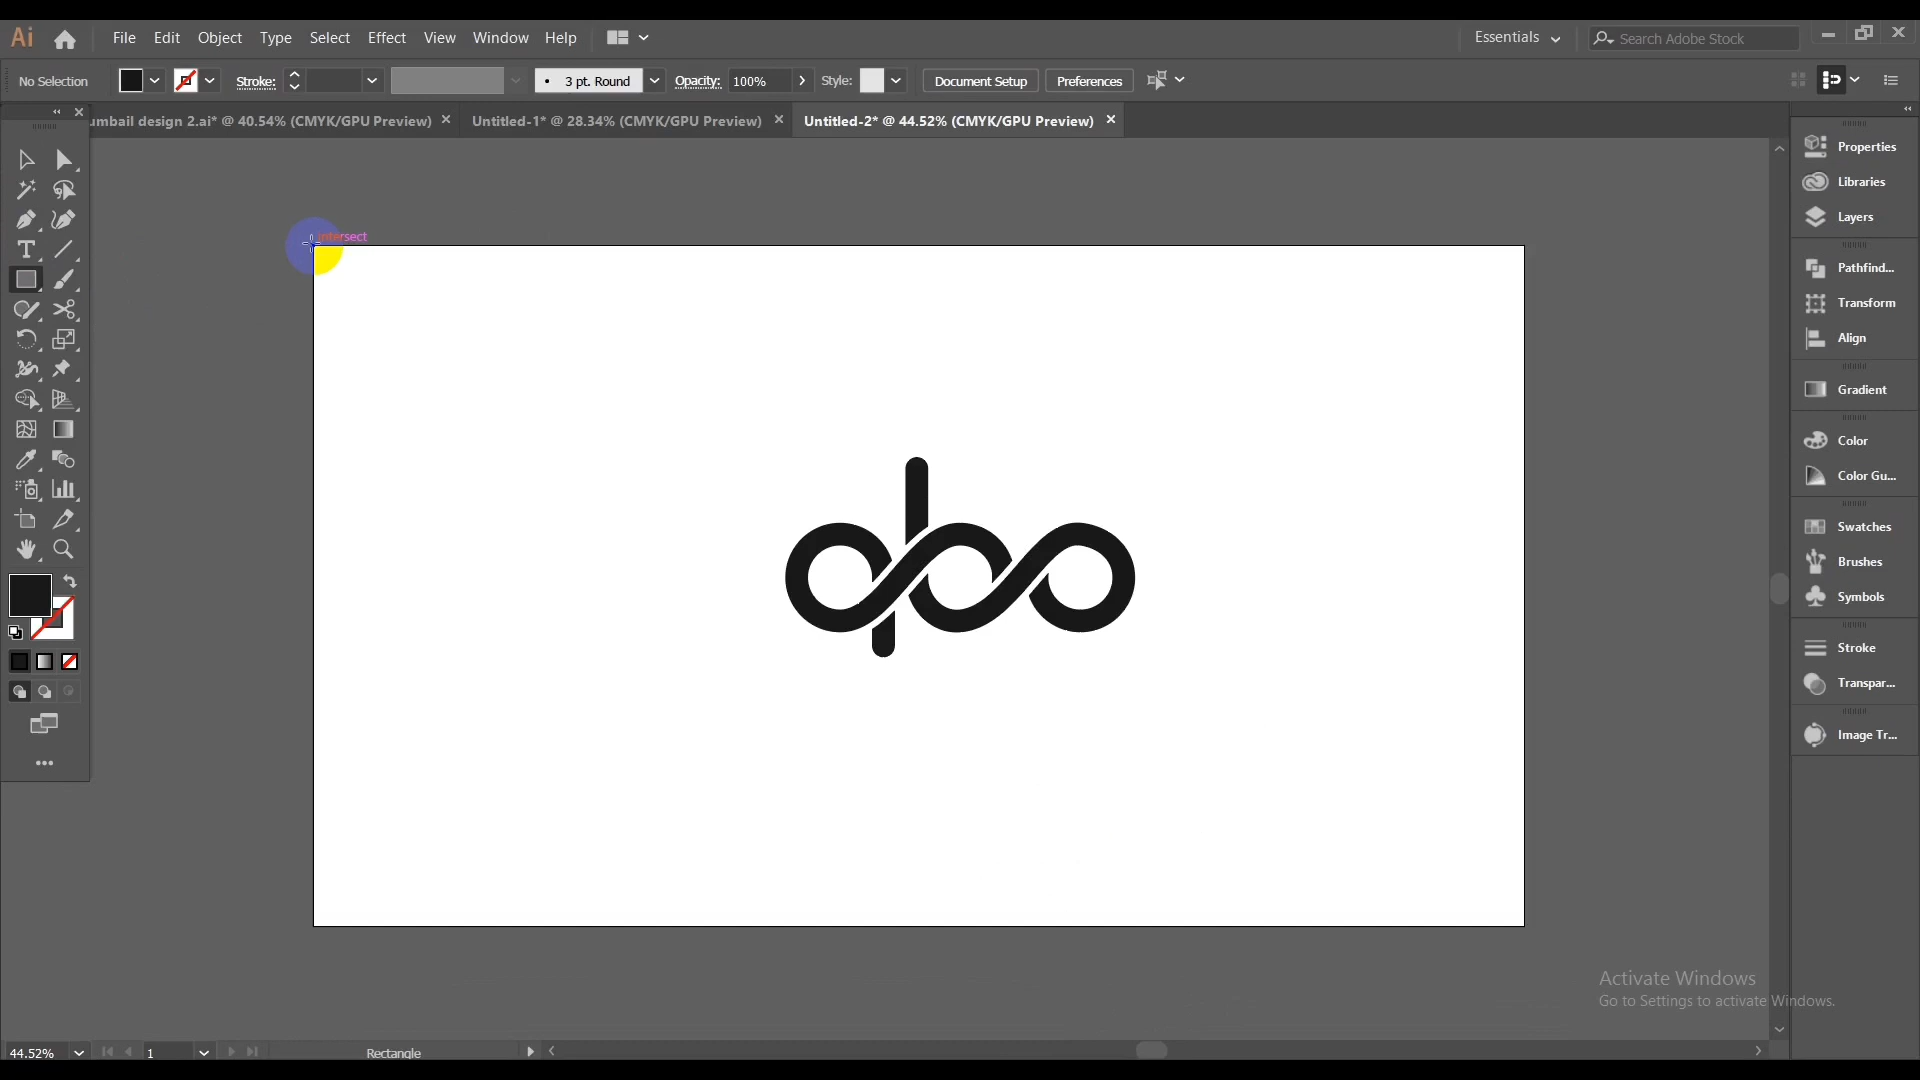 Ai File Edit Object Type Select Effect View Window Help Essentials Search Adobe Stock
No Selection Stroke: 3 pt. Round Opacity: 100% Style: Document Setup Preferences
umbail design 2.ai* @ 40.54% (CMYK/GPU Preview) Untitled-1* @ 28.34% (CMYK/GPU Preview) Untitled-2* @ 44.52% (CMYK/GPU Preview)
intersect
Properties
Libraries
Layers
Pathfind...
Transform
Align
Gradient
Color
Color Gu...
Swatches
Brushes
Symbols
Stroke
Transpar...
Image Tr...
Activate Windows
Go to Settings to activate Windows.
44.52% 1 Rectangle